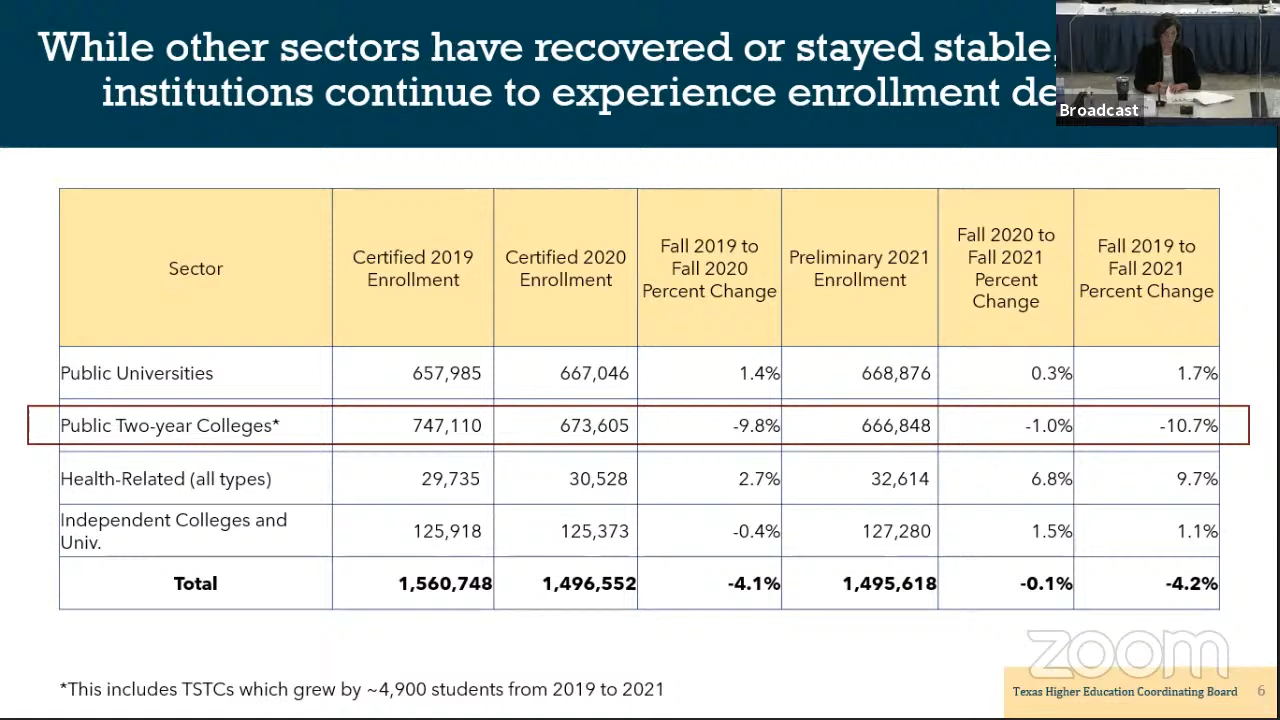 While other sectors have recovered or stayed stable,
institutions continue to experience enrollment de
Broadcast
Sector
Certified 2019
Enrollment
Certified 2020
Enrollment
Fall 2019 to
Fall 2020
Percent Change
Preliminary 2021
Enrollment
Fall 2020 to
Fall 2021
Percent
Change
Fall 2019 to
Fall 2021
Percent Change
Public Universities 657,985 667,046 1.4% 668,876 0.3% 1.7%
Public Two-year Colleges* 747,110 673,605 -9.8% 666,848 -1.0% -10.7%
Health-Related (all types) 29,735 30,528 2.7% 32,614 6.8% 9.7%
Independent Colleges and
Univ. 125,918 125,373 -0.4% 127,280 1.5% 1.1%
Total 1,560,748 1,496,552 -4.1% 1,495,618 -0.1% -4.2%
zoom
*This includes TSTCs which grew by ~4,900 students from 2019 to 2021
Texas Higher Education Coordinating Board 6